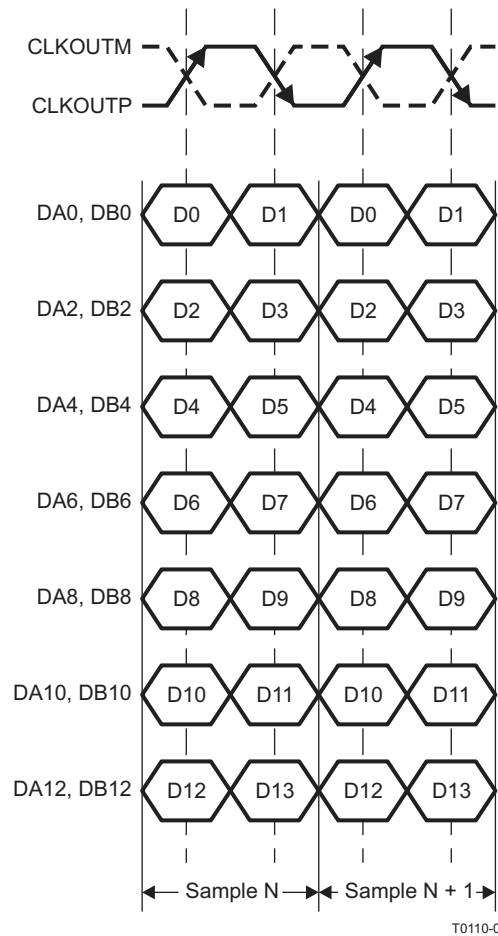 CLKOUTM
CLKOUTP
DA0, DB0 D0 D1 D0 D1
DA2, DB2 D2 D3 D2 D3
DA4, DB4 D4 D5 D4 D5
DA6, DB6 D6 D7 D6 D7
DA8, DB8 D8 D9 D8 D9
DA10, DB10 D10 D11 D10 D11
DA12, DB12 D12 D13 D12 D13
Sample N Sample N + 1
T0110-0